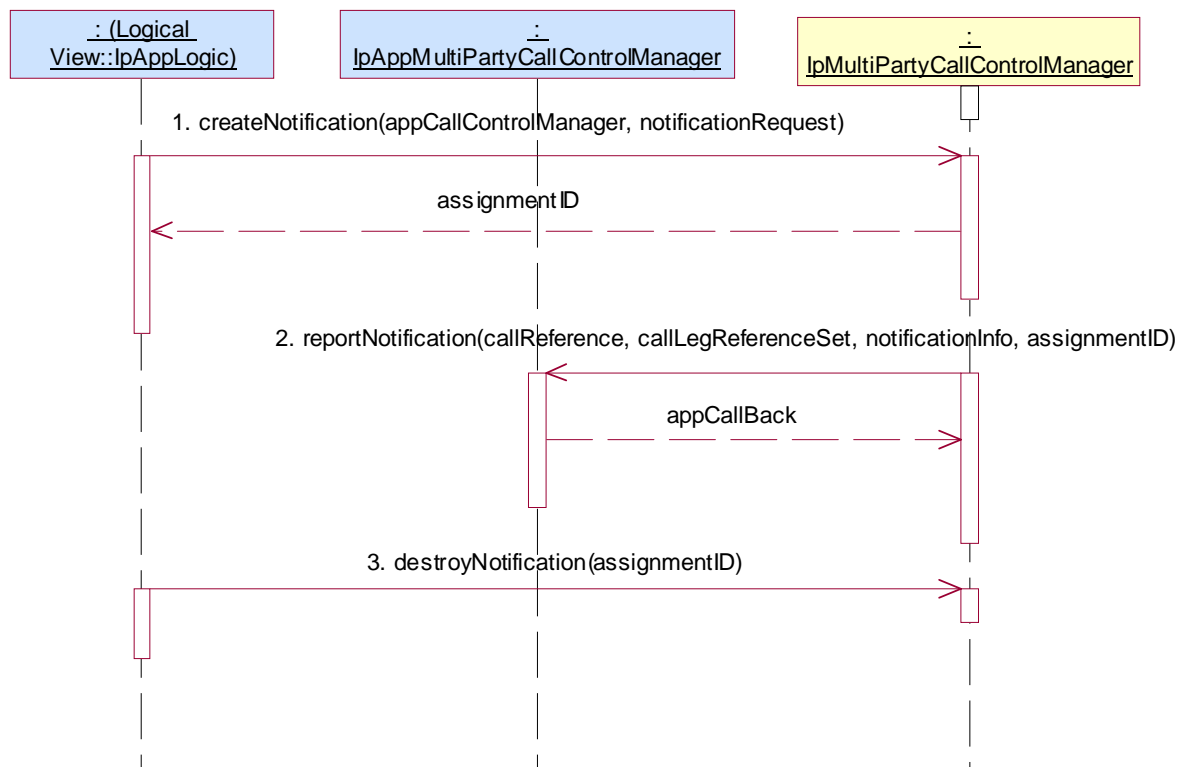 : (Logical
View::IpAppLogic)
:
IpAppMultiPartyCallControlManager
:
IpMultiPartyCallControlManager
1. createNotification(appCallControlManager, notificationRequest)
assignmentID
2. reportNotification(callReference, callLegReferenceSet, notificationInfo, assignmentID)
appCallBack
3. destroyNotification(assignmentID)